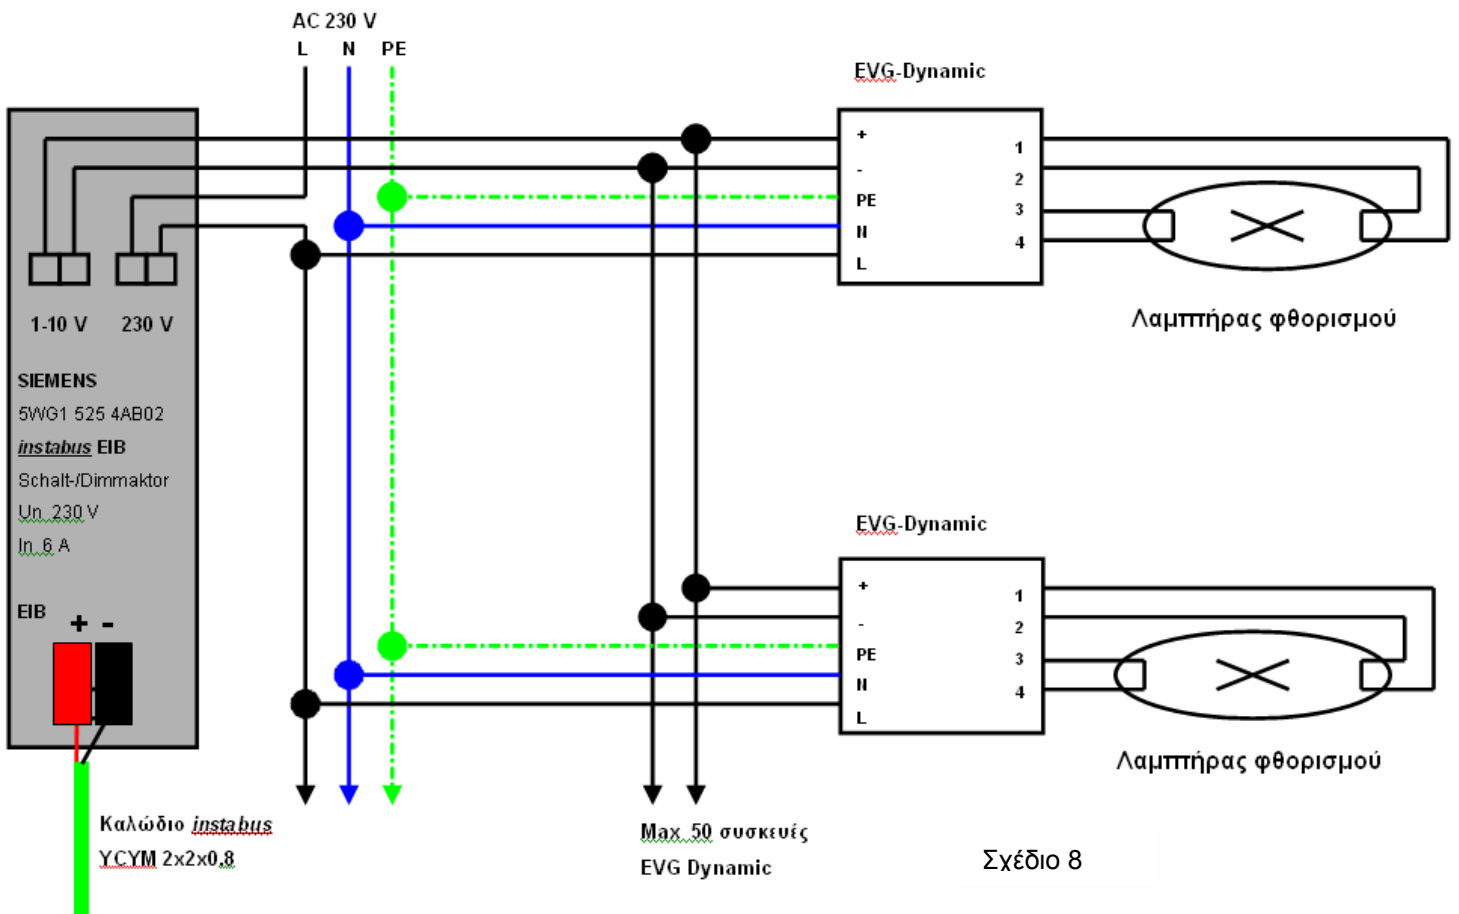 AC 230 V
L N PE
EVG-Dynamic
+
-
PE
N
L
1
2
3
4
Λαμπτήρας φθορισμού
1-10 V 230 V
SIEMENS
5WG1 525 4AB02
instabus EIB
Schalt-/Dimmaktor
Un 230 V
In 6 A
EIB
+ -
EVG-Dynamic
+
-
PE
N
L
1
2
3
4
Λαμπτήρας φθορισμού
Καλώδιο instabus
YCYM 2x2x0.8
Max 50 συσκευές
EVG Dynamic
Σχέδιο 8